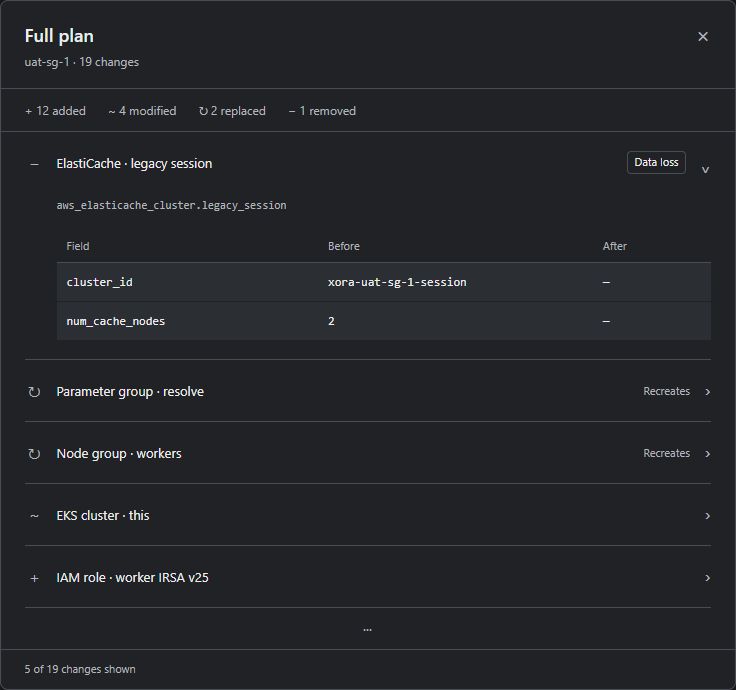 Full plan
uat-sg-1 · 19 changes
+ 12 added ~ 4 modified ↻ 2 replaced − 1 removed
− ElastiCache · legacy session Data loss
aws_elasticache_cluster.legacy_session
Field Before After
cluster_id xora-uat-sg-1-session —
num_cache_nodes 2 —
↻ Parameter group · resolve Recreates ›
↻ Node group · workers Recreates ›
~ EKS cluster · this ›
+ IAM role · worker IRSA v25 ›
...
5 of 19 changes shown